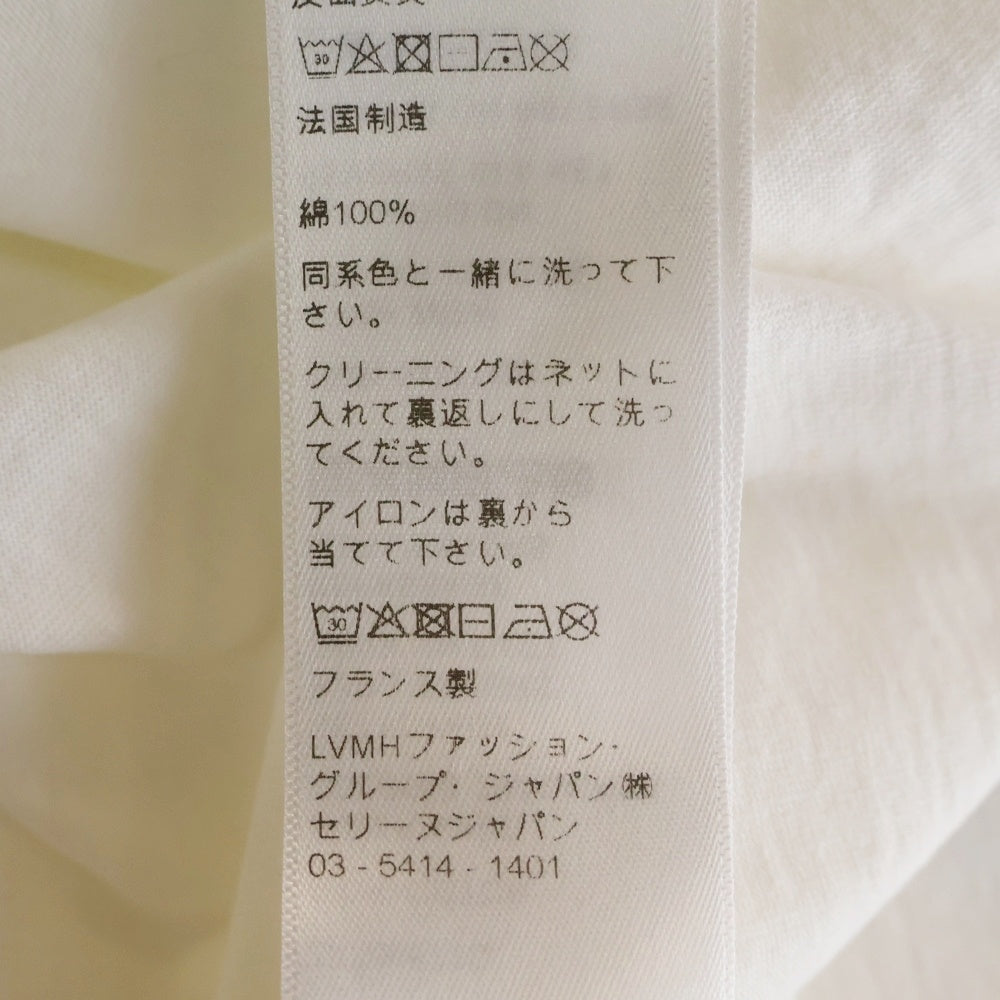 30
法国制造
綿100%
同系色と一緒に洗って下
さい。
クリーニングはネットに
入れて裏返しにして洗っ
てください。
アイロンは裏から
当てて下さい。
30
フランス製
LVMHファッション・
グループ・ジャパン㈱
セリーヌジャパン
03 - 5414 - 1401